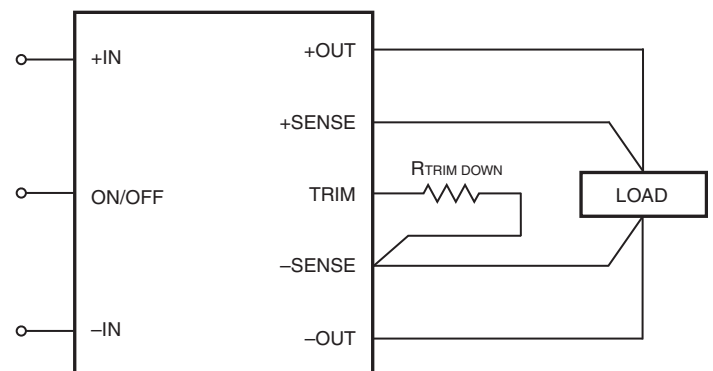 +IN
+OUT
+SENSE
RTRIM DOWN
ON/OFF
TRIM
LOAD
–SENSE
–IN
–OUT